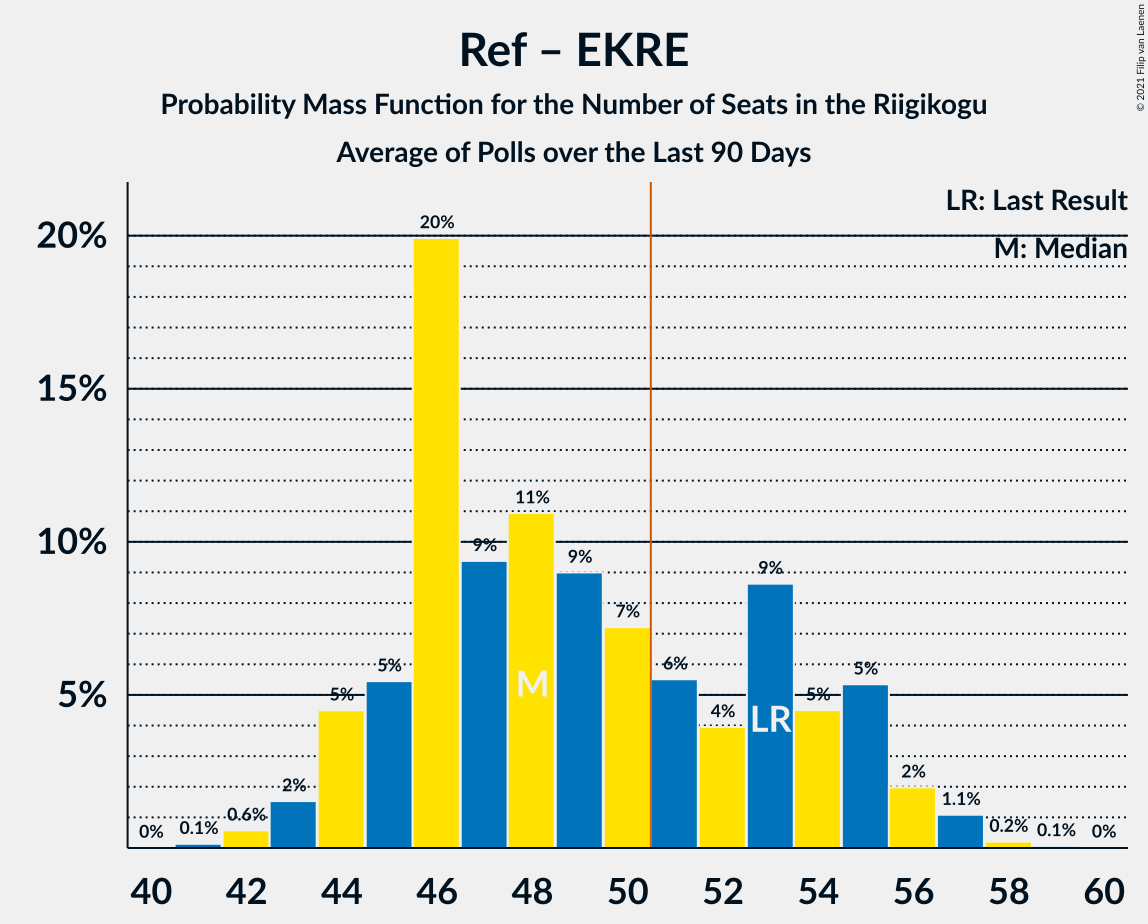 Ref – EKRE
Probability Mass Function for the Number of Seats in the Riigikogu
Average of Polls over the Last 90 Days
© 2021 Filip van Laenen
LR: Last Result
M: Median
20%
15%
10%
5%
0%
0.1%
0.6%
2%
5%
5%
20%
9%
11%
9%
7%
6%
4%
9%
5%
5%
2%
1.1%
0.2%
0.1%
0%
M
LR
40 42 44 46 48 50 52 54 56 58 60